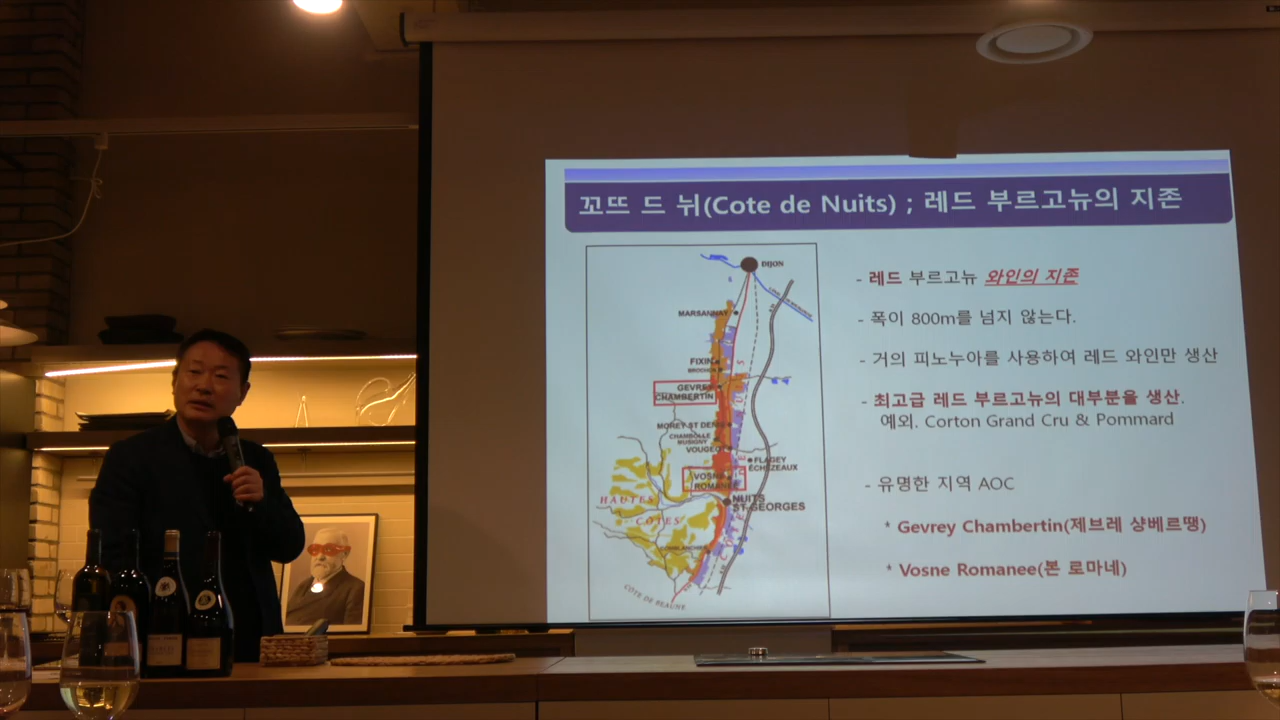 꼬뜨 드 뉘(Cote de Nuits) ; 레드 부르고뉴의 지존
DIJON
MARSANNAY
FIXIN
BROCHON
GEVREY
CHAMBERTIN
MOREY ST DENIS
CHAMBOLLE
MUSIGNY
VOUGEOT
FLAGEY
ECHEZEAUX
VOSNE
ROMANEE
NUITS
ST-GEORGES
HAUTES
COTES
COTE DE BEAUNE
- 레드 부르고뉴 와인의 지존
- 폭이 800m를 넘지 않는다.
- 거의 피노누아를 사용하여 레드 와인만 생산
- 최고급 레드 부르고뉴의 대부분을 생산.
예외. Corton Grand Cru & Pommard
- 유명한 지역 AOC
* Gevrey Chambertin(제브레 샹베르땡)
* Vosne Romanee(본 로마네)